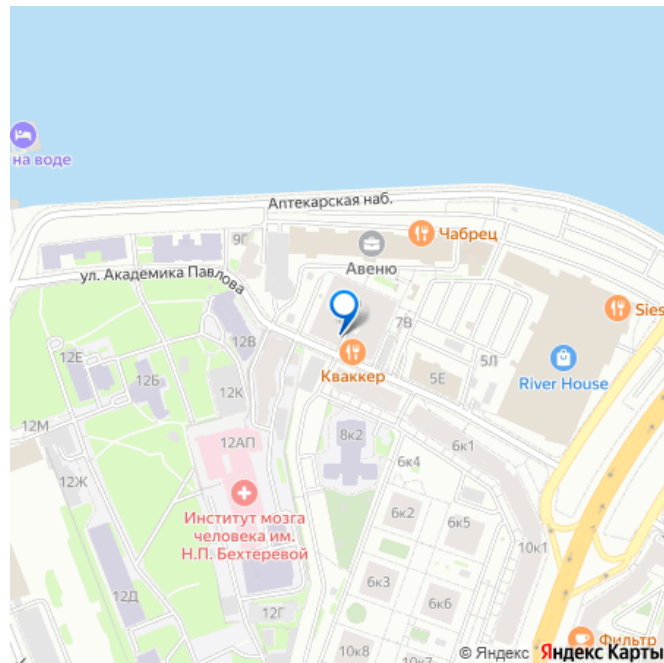 на воде
Аптекарская наб.
Чабрец
9Г
Авеню
ул. Академика Павлова
Sies
7В
12В
Кваккер
5Л
River House
12Е
12Б
5Е
12К
12М
8к2
6к1
12АП
6к4
12Ж
Институт мозга
человека им.
Н.П. Бехтеревой
6к2
6к5
10к1
6к3
12Д
6к6
12Г
10к8
Фильтр
© Яндекс Яндекс Карты